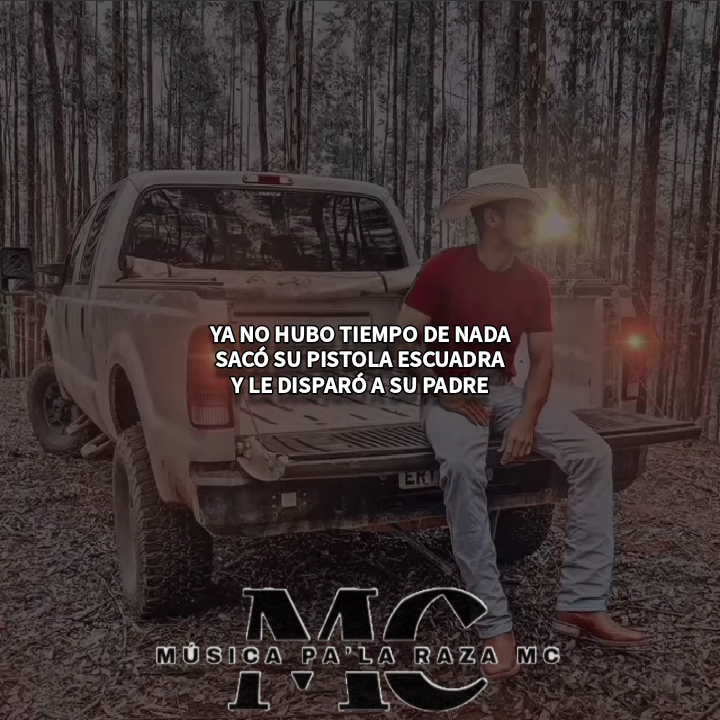 YA NO HUBO TIEMPO DE NADA
SACÓ SU PISTOLA ESCUADRA
Y LE DISPARÓ A SU PADRE
MC
MÚSICA PA'LA RAZA MC